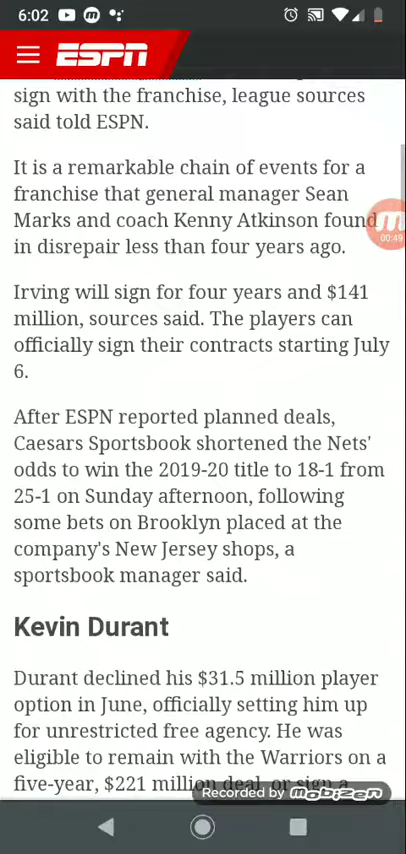 6:02
ESPN
sign with the franchise, league sources
said told ESPN.
It is a remarkable chain of events for a
franchise that general manager Sean
Marks and coach Kenny Atkinson found
in disrepair less than four years ago.
00:49
Irving will sign for four years and $141
million, sources said. The players can
officially sign their contracts starting July
6.
After ESPN reported planned deals,
Caesars Sportsbook shortened the Nets'
odds to win the 2019-20 title to 18-1 from
25-1 on Sunday afternoon, following
some bets on Brooklyn placed at the
company's New Jersey shops, a
sportsbook manager said.
Kevin Durant
Durant declined his $31.5 million player
option in June, officially setting him up
for unrestricted free agency. He was
eligible to remain with the Warriors on a
five-year, $221 million deal, or sign a
Recorded by mobizen